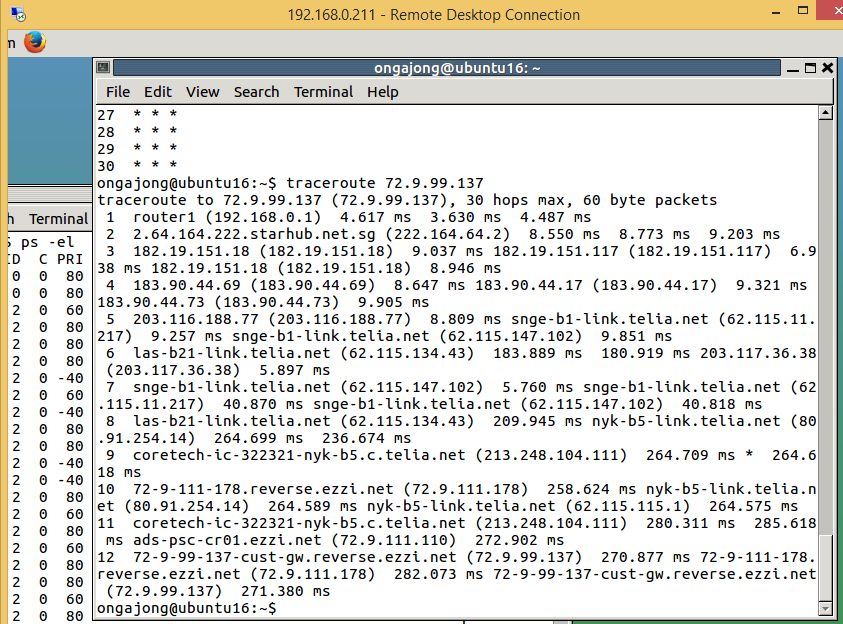 192.168.0.211 - Remote Desktop Connection
m
ongajong@ubuntu16: ~
File Edit View Search Terminal Help
27 * * *
28 * * *
29 * * *
30 * * *
ongajong@ubuntu16:~$ traceroute 72.9.99.137
traceroute to 72.9.99.137 (72.9.99.137), 30 hops max, 60 byte packets
1 router1 (192.168.0.1) 4.617 ms 3.630 ms 4.487 ms
2 2.64.164.222.starhub.net.sg (222.164.64.2) 8.550 ms 8.773 ms 9.203 ms
3 182.19.151.18 (182.19.151.18) 9.037 ms 182.19.151.117 (182.19.151.117) 6.9
38 ms 182.19.151.18 (182.19.151.18) 8.946 ms
4 183.90.44.69 (183.90.44.69) 8.647 ms 183.90.44.17 (183.90.44.17) 9.321 ms
183.90.44.73 (183.90.44.73) 9.905 ms
5 203.116.188.77 (203.116.188.77) 8.809 ms snge-b1-link.telia.net (62.115.11.
217) 9.257 ms snge-b1-link.telia.net (62.115.147.102) 9.851 ms
6 las-b21-link.telia.net (62.115.134.43) 183.889 ms 180.919 ms 203.117.36.38
(203.117.36.38) 5.897 ms
7 snge-b1-link.telia.net (62.115.147.102) 5.760 ms snge-b1-link.telia.net (62
.115.11.217) 40.870 ms snge-b1-link.telia.net (62.115.147.102) 40.818 ms
8 las-b21-link.telia.net (62.115.134.43) 209.945 ms nyk-b5-link.telia.net (80
.91.254.14) 264.699 ms 236.674 ms
9 coretech-ic-322321-nyk-b5.c.telia.net (213.248.104.111) 264.709 ms * 264.6
18 ms
10 72-9-111-178.reverse.ezzi.net (72.9.111.178) 258.624 ms nyk-b5-link.telia.n
et (80.91.254.14) 264.589 ms nyk-b5-link.telia.net (62.115.115.1) 264.575 ms
11 coretech-ic-322321-nyk-b5.c.telia.net (213.248.104.111) 280.311 ms 285.618
ms ads-psc-cr01.ezzi.net (72.9.111.110) 272.902 ms
12 72-9-99-137-cust-gw.reverse.ezzi.net (72.9.99.137) 270.877 ms 72-9-111-178.
reverse.ezzi.net (72.9.111.178) 282.073 ms 72-9-99-137-cust-gw.reverse.ezzi.net
(72.9.99.137) 271.380 ms
ongajong@ubuntu16:~$
h Terminal
$ ps -el
ID C PRI
0 0 80
0 0 80
2 0 60
2 0 80
2 0 80
2 0 80
2 0 -40
2 0 60
2 0 -40
2 0 80
2 0 80
2 0 -40
2 0 -40
2 0 80
2 0 60
2 0 80
2 0 60
2 0 80
2 0 80
2 0 60
2 0 80